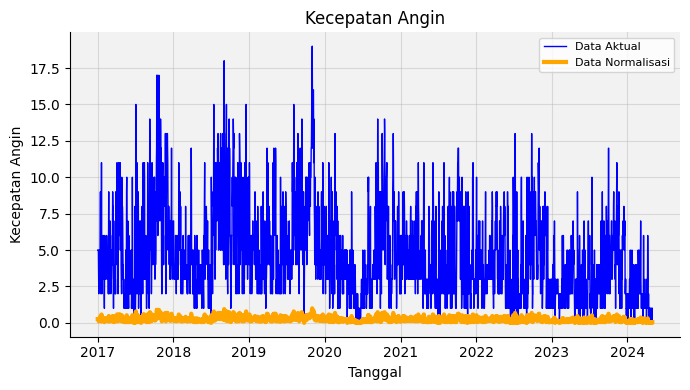 Kecepatan Angin
Data Aktual
Data Normalisasi
Kecepatan Angin
17.5
15.0
12.5
10.0
7.5
5.0
2.5
0.0
2017 2018 2019 2020 2021 2022 2023 2024
Tanggal